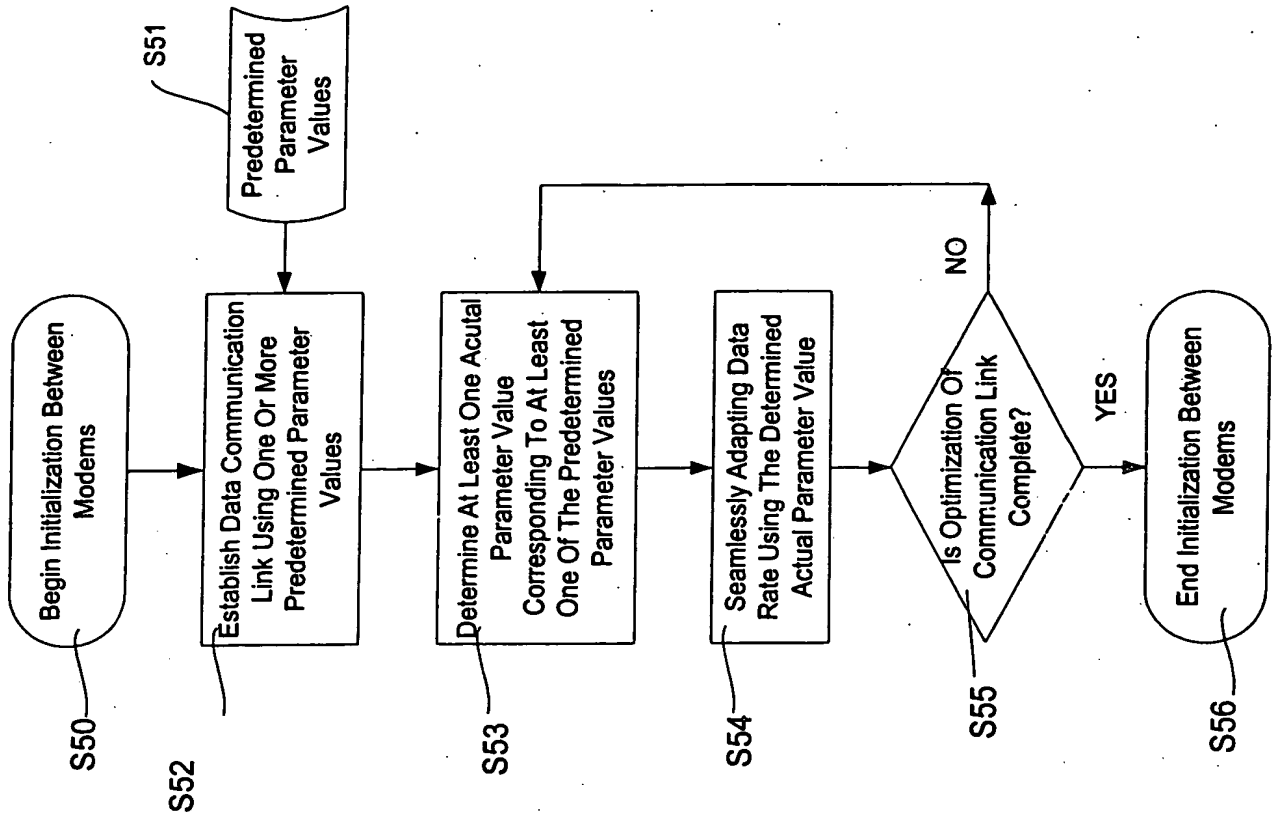 S50
Begin Initialization Between
Modems
S51
Predetermined
Parameter
Values
S52
Establish Data Communication
Link Using One Or More
Predetermined Parameter
Values
S53
Determine At Least One Acutal
Parameter Value
Corresponding To At Least
One Of The Predetermined
Parameter Values
S54
Seamlessly Adapting Data
Rate Using The Determined
Actual Parameter Value
S55
Is Optimization Of
Communication Link
Complete?
NO
YES
S56
End Initialization Between
Modems